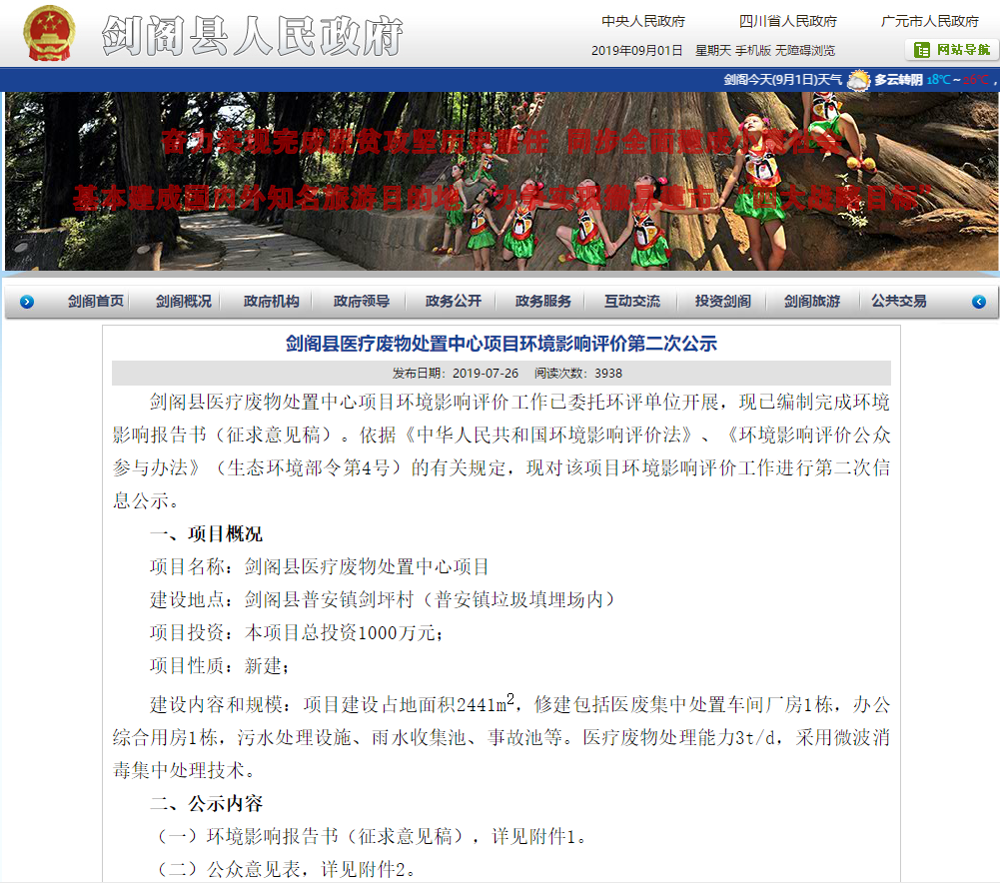 剑阁县人民政府
中央人民政府 四川省人民政府 广元市人民政府
2019年09月01日 星期天 手机版 无障碍浏览 网站导航
剑阁今天(9月1日)天气 多云转阴 18℃～26℃，
奋力实现完成脱贫攻坚历史责任 同步全面建成小康社会
基本建成国内外知名旅游目的地 力争实现撤县建市 “四大战略目标”
剑阁首页 剑阁概况 政府机构 政府领导 政务公开 政务服务 互动交流 投资剑阁 剑阁旅游 公共交易
剑阁县医疗废物处置中心项目环境影响评价第二次公示
发布日期：2019-07-26 阅读次数：3938
剑阁县医疗废物处置中心项目环境影响评价工作已委托环评单位开展，现已编制完成环境
影响报告书（征求意见稿）。依据《中华人民共和国环境影响评价法》、《环境影响评价公众
参与办法》（生态环境部令第4号）的有关规定，现对该项目环境影响评价工作进行第二次信
息公示。
一、项目概况
项目名称：剑阁县医疗废物处置中心项目
建设地点：剑阁县普安镇剑坪村（普安镇垃圾填埋场内）
项目投资：本项目总投资1000万元；
项目性质：新建；
建设内容和规模：项目建设占地面积2441m²，修建包括医废集中处置车间厂房1栋，办公
综合用房1栋，污水处理设施、雨水收集池、事故池等。医疗废物处理能力3t/d，采用微波消
毒集中处理技术。
二、公示内容
（一）环境影响报告书（征求意见稿），详见附件1。
（二）公众意见表，详见附件2。